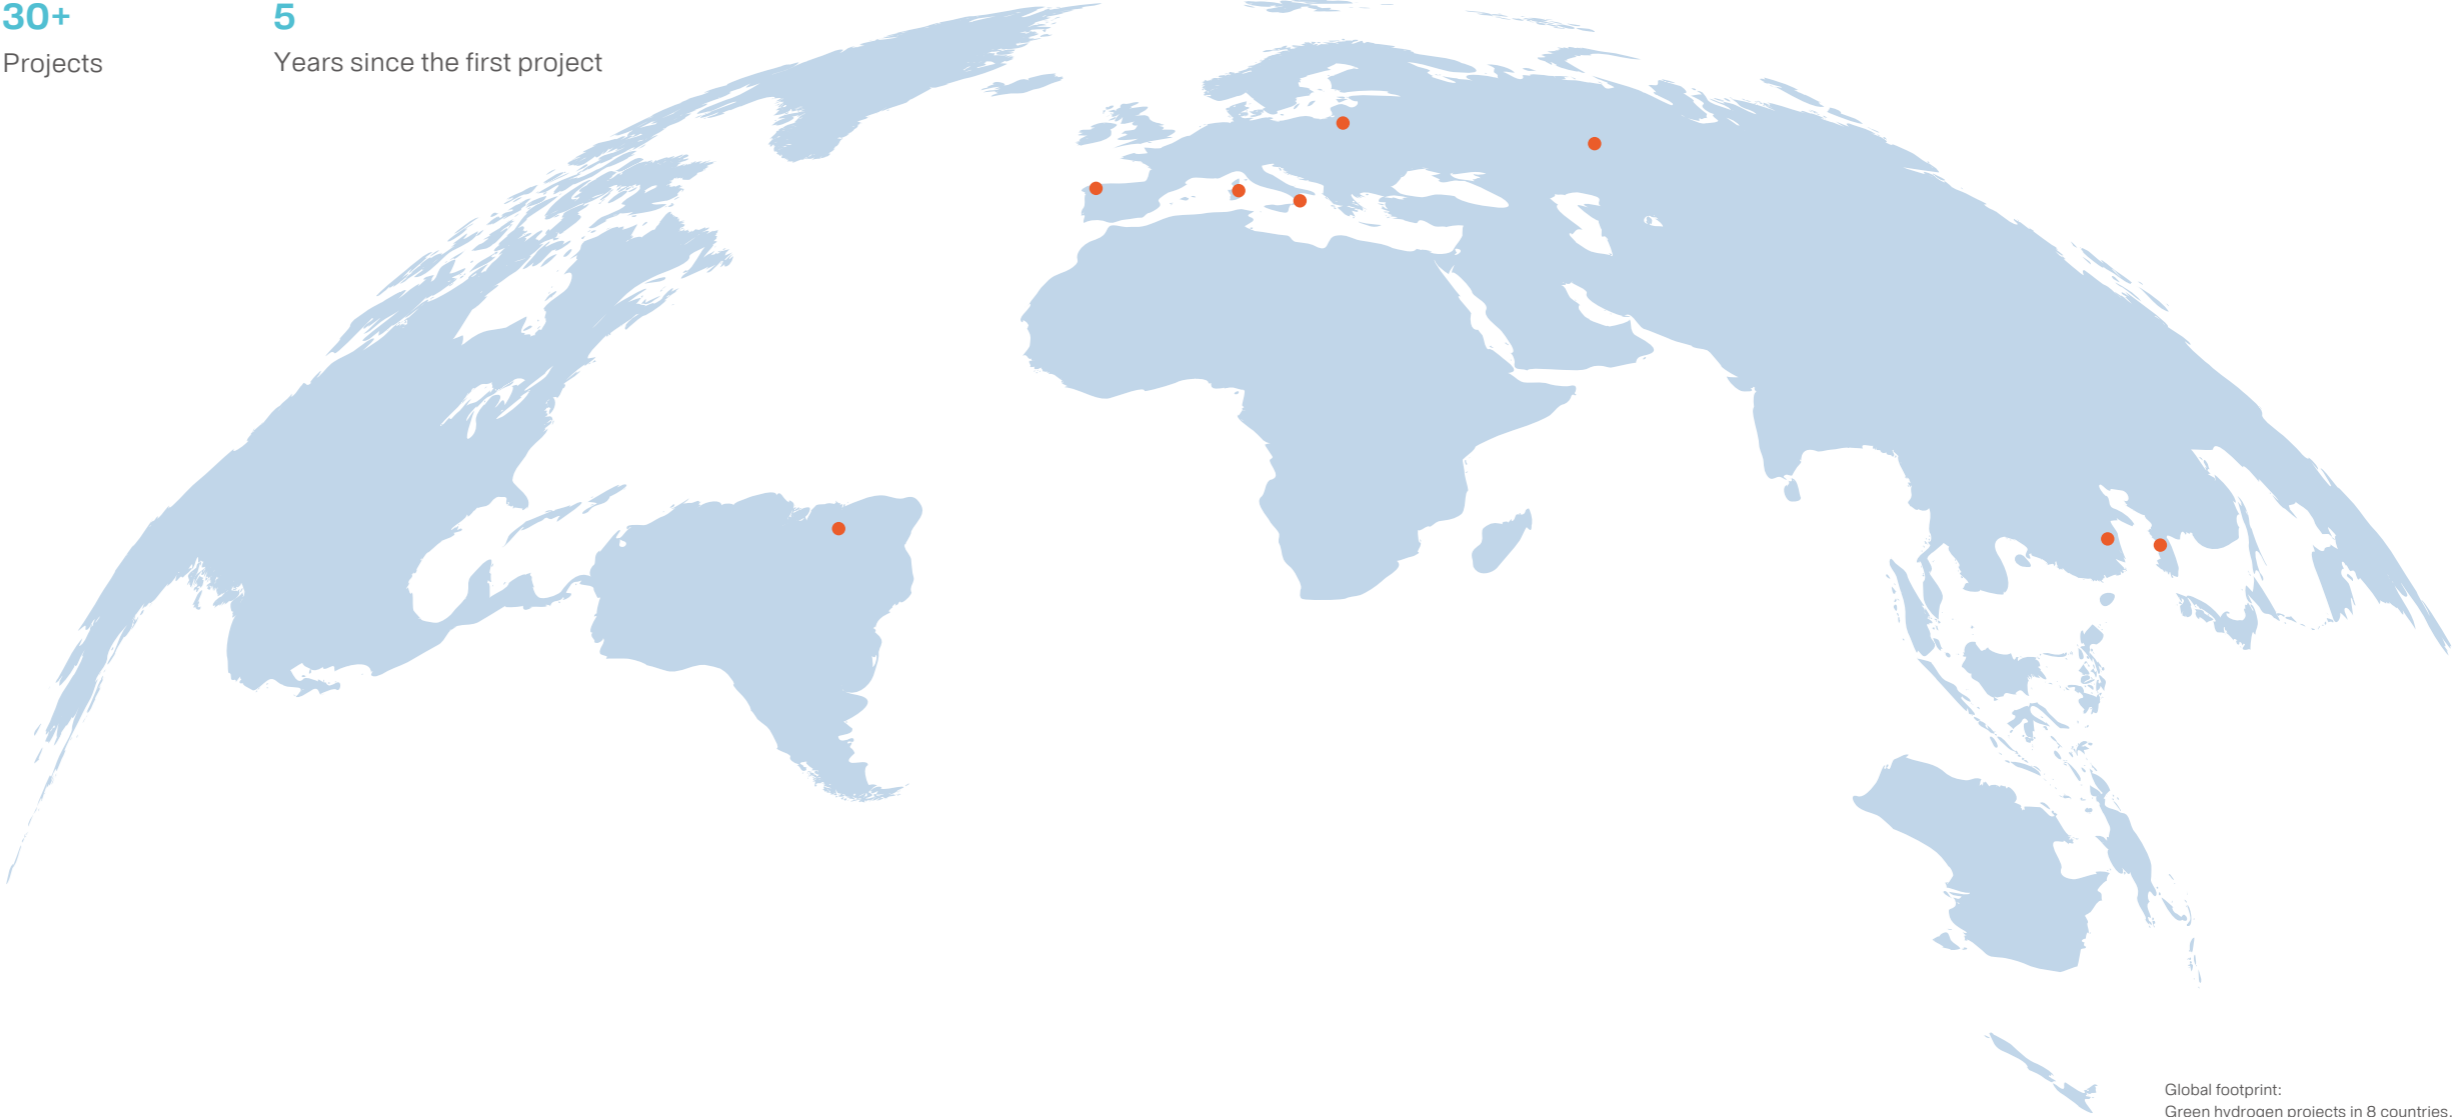 30+
Projects
5
Years since the first project
Global footprint:
Green hydrogen projects in 8 countries.